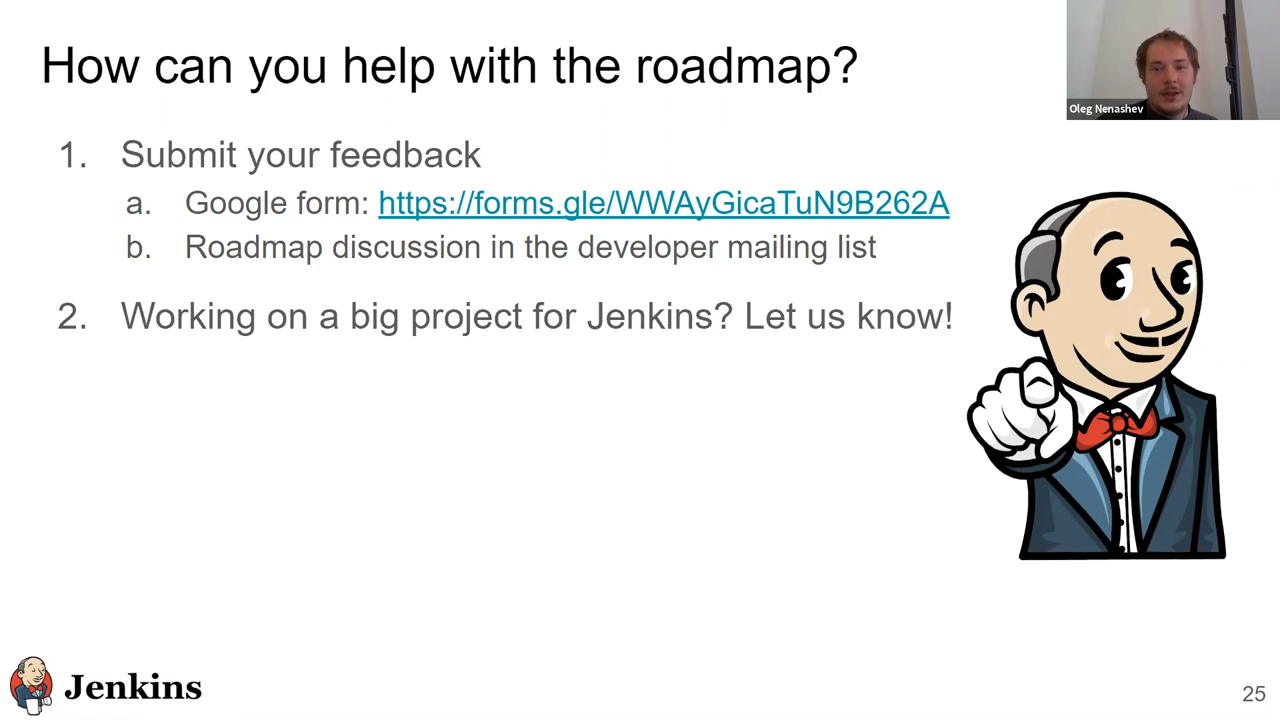 How can you help with the roadmap?
Oleg Nenashev
1. Submit your feedback
a. Google form: https://forms.gle/WWAyGicaTuN9B262A
b. Roadmap discussion in the developer mailing list
2. Working on a big project for Jenkins? Let us know!
Jenkins
25